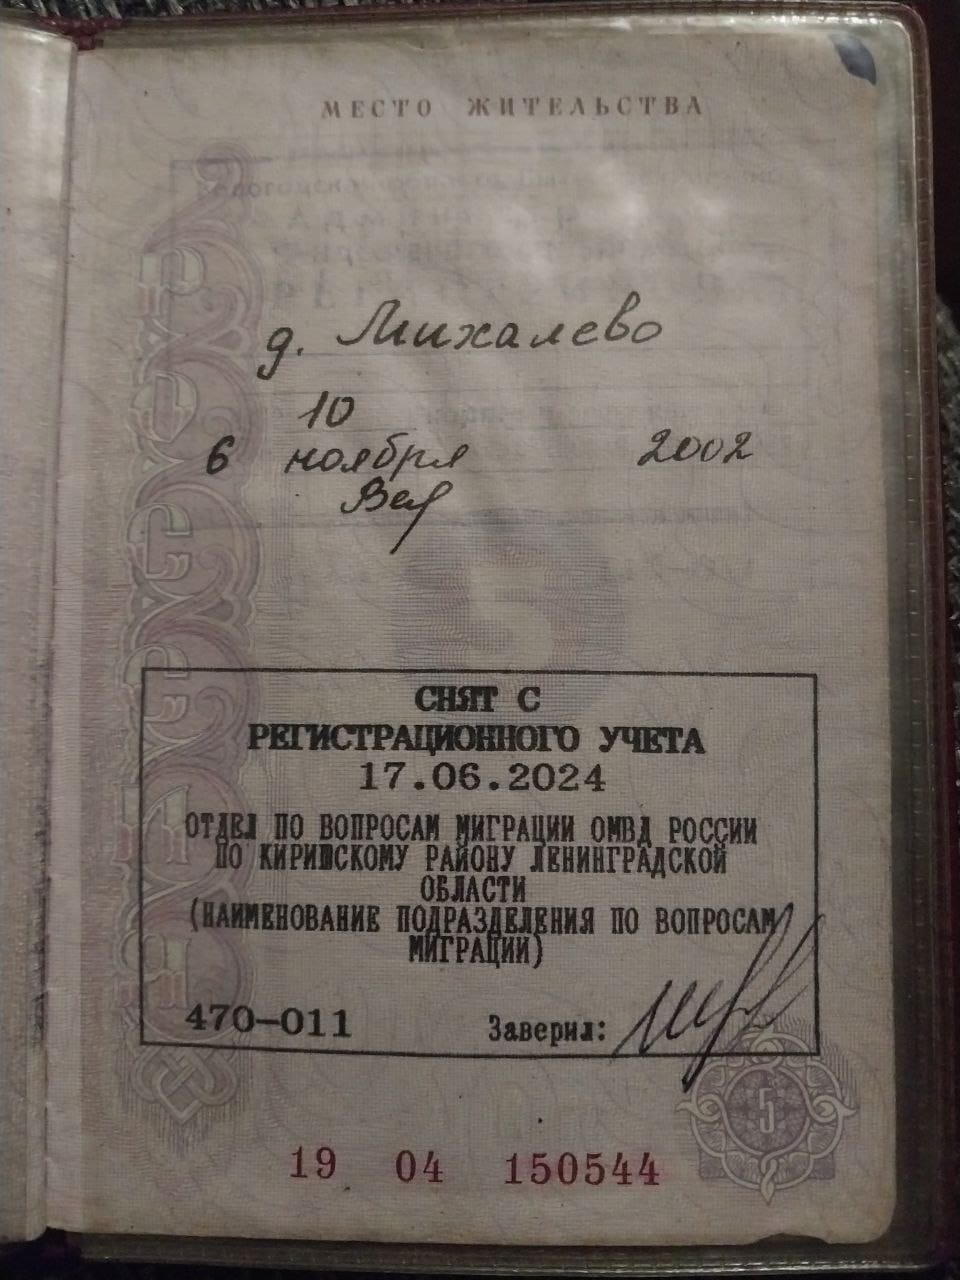 МЕСТО ЖИТЕЛЬСТВА
д. Михалево
10
6 ноября 2002
СНЯТ С
РЕГИСТРАЦИОННОГО УЧЕТА
17.06.2024
ОТДЕЛ ПО ВОПРОСАМ МИГРАЦИИ ОМВД РОССИИ
ПО КИРИШСКОМУ РАЙОНУ ЛЕНИНГРАДСКОЙ
ОБЛАСТИ
(НАИМЕНОВАНИЕ ПОДРАЗДЕЛЕНИЯ ПО ВОПРОСАМ
МИГРАЦИИ)
470-011 Заверил:
5
19 04 150544